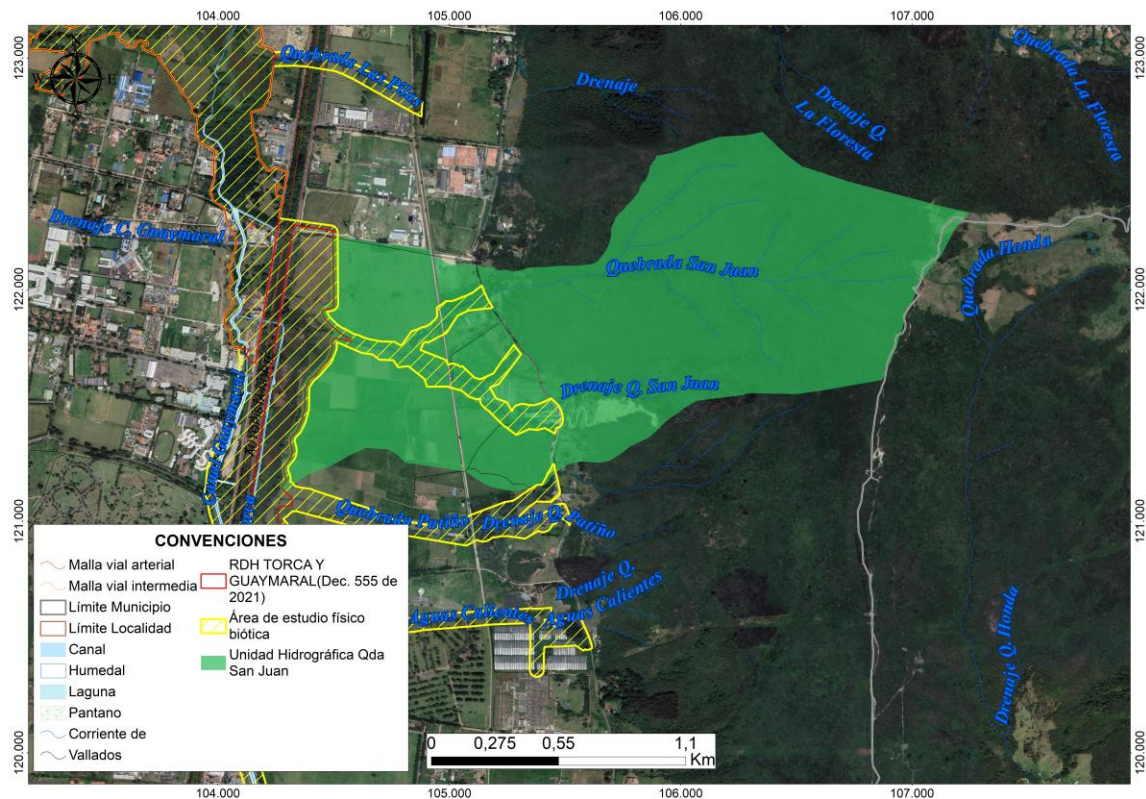 104.000 105.000 106.000 107.000
123.000 123.000
N
W E
S
Quebrada Las Pilas
Drenaje
Drenaje Q.
La Floresta
Quebrada La Floresta
Drenaje C. Guaymaral
122.000 122.000
Quebrada San Juan
Quebrada Honda
Canal Guaymaral
Drenaje Q. San Juan
121.000 121.000
Quebrada Patiño
Drenaje Q. Patiño
Drenaje Q.
Aguas Calientes
Aguas Calientes
Drenaje Q. Honda
120.000 120.000
CONVENCIONES
Malla vial arterial
Malla vial intermedia
Límite Municipio
Límite Localidad
Canal
Humedal
Laguna
Pantano
Corriente de
Vallados
RDH TORCA Y
GUAYMARAL(Dec. 555 de
2021)
Área de estudio físico
biótica
Unidad Hidrográfica Qda
San Juan
0 0,275 0,55 1,1
Km
104.000 105.000 106.000 107.000